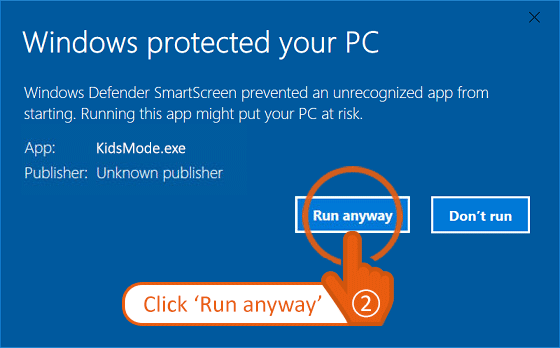 Windows protected your PC
Windows Defender SmartScreen prevented an unrecognized app from
starting. Running this app might put your PC at risk.
App: KidsMode.exe
Publisher: Unknown publisher
Run anyway Don't run
Click ‘Run anyway’ 2